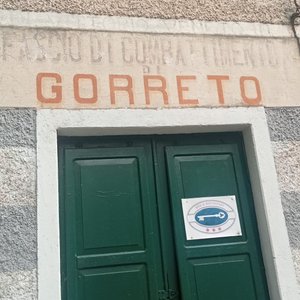 FASCIO DI COMBATTIMENTO
DI
GORRETO